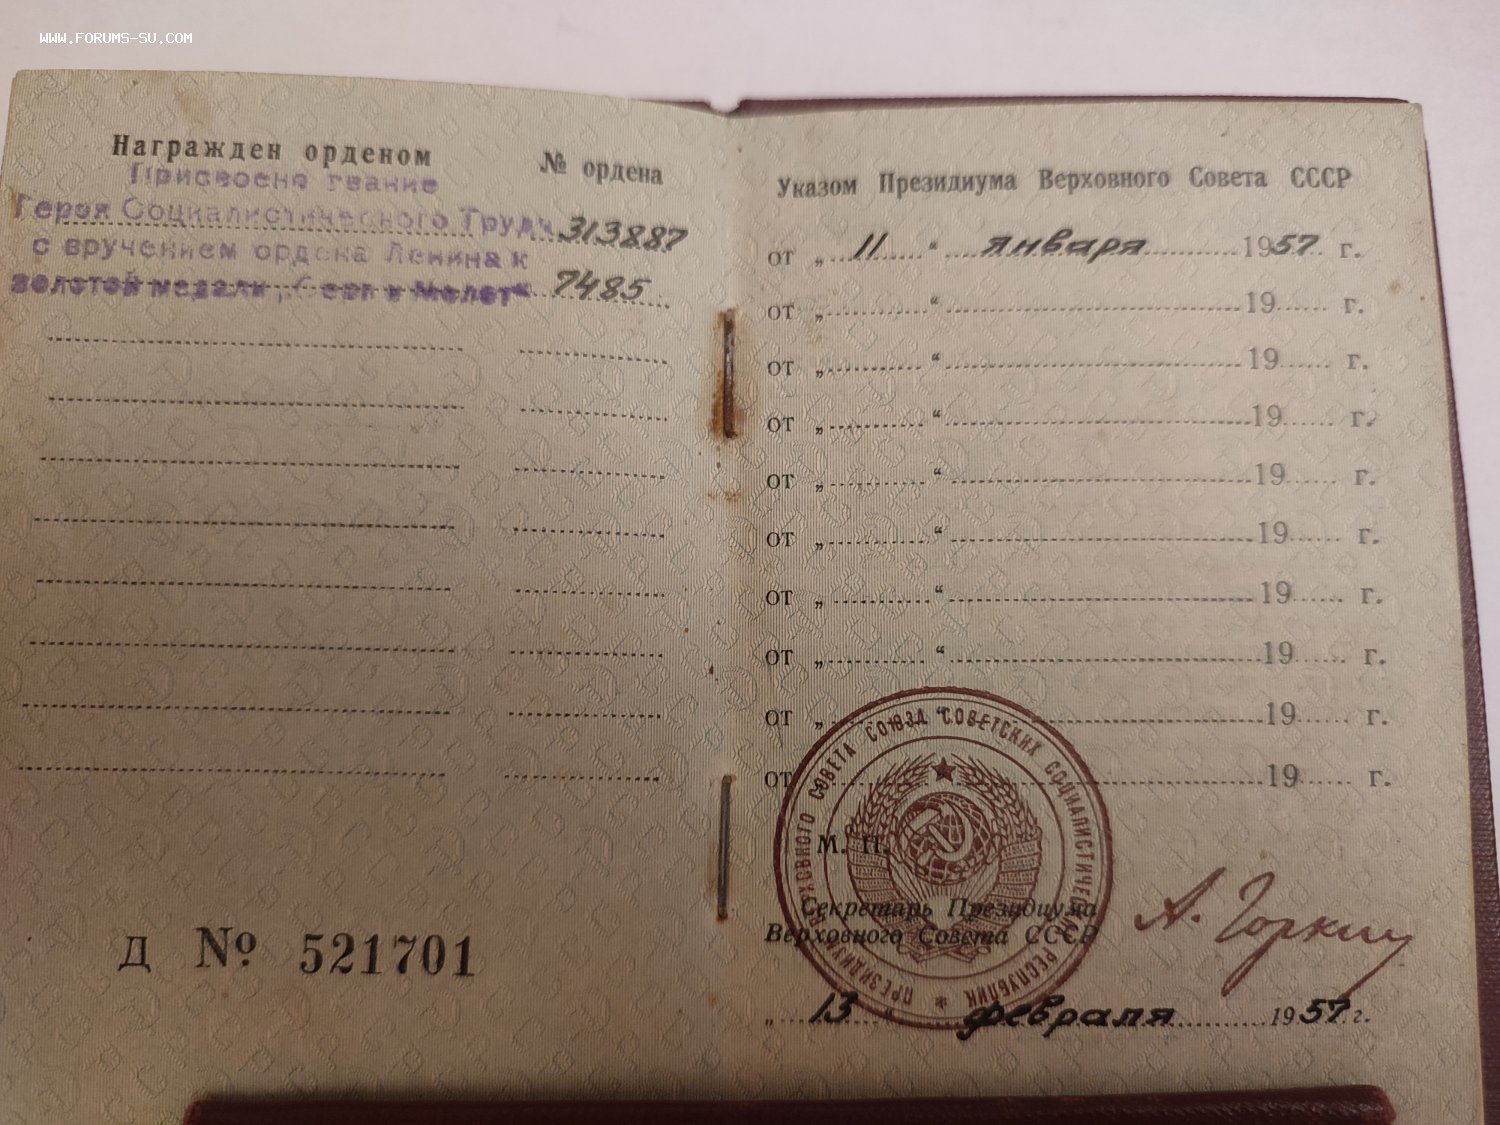 WWW.FORUMS-SU.COM
Награжден орденом № ордена
Присвоено звание
Героя Социалистического Труда 313887
с вручением ордена Ленина и
золотой медали „Серп и Молот“ 7485
Д № 521701
Указом Президиума Верховного Совета СССР
от „ 11 “ января 1957 г.
от „ “ 19 г.
от „ “ 19 г.
от „ “ 19 г.
от „ “ 19 г.
от „ “ 19 г.
от „ “ 19 г.
от „ “ 19 г.
от „ “ 19 г.
от „ “ 19 г.
ПРЕЗИДИУМ ВЕРХОВНОГО СОВЕТА СОЮЗА СОВЕТСКИХ СОЦИАЛИСТИЧЕСКИХ РЕСПУБЛИК
М. П.
Секретарь Президиума
Верховного Совета СССР А. Горкин
„ 13 “ февраля 1957 г.